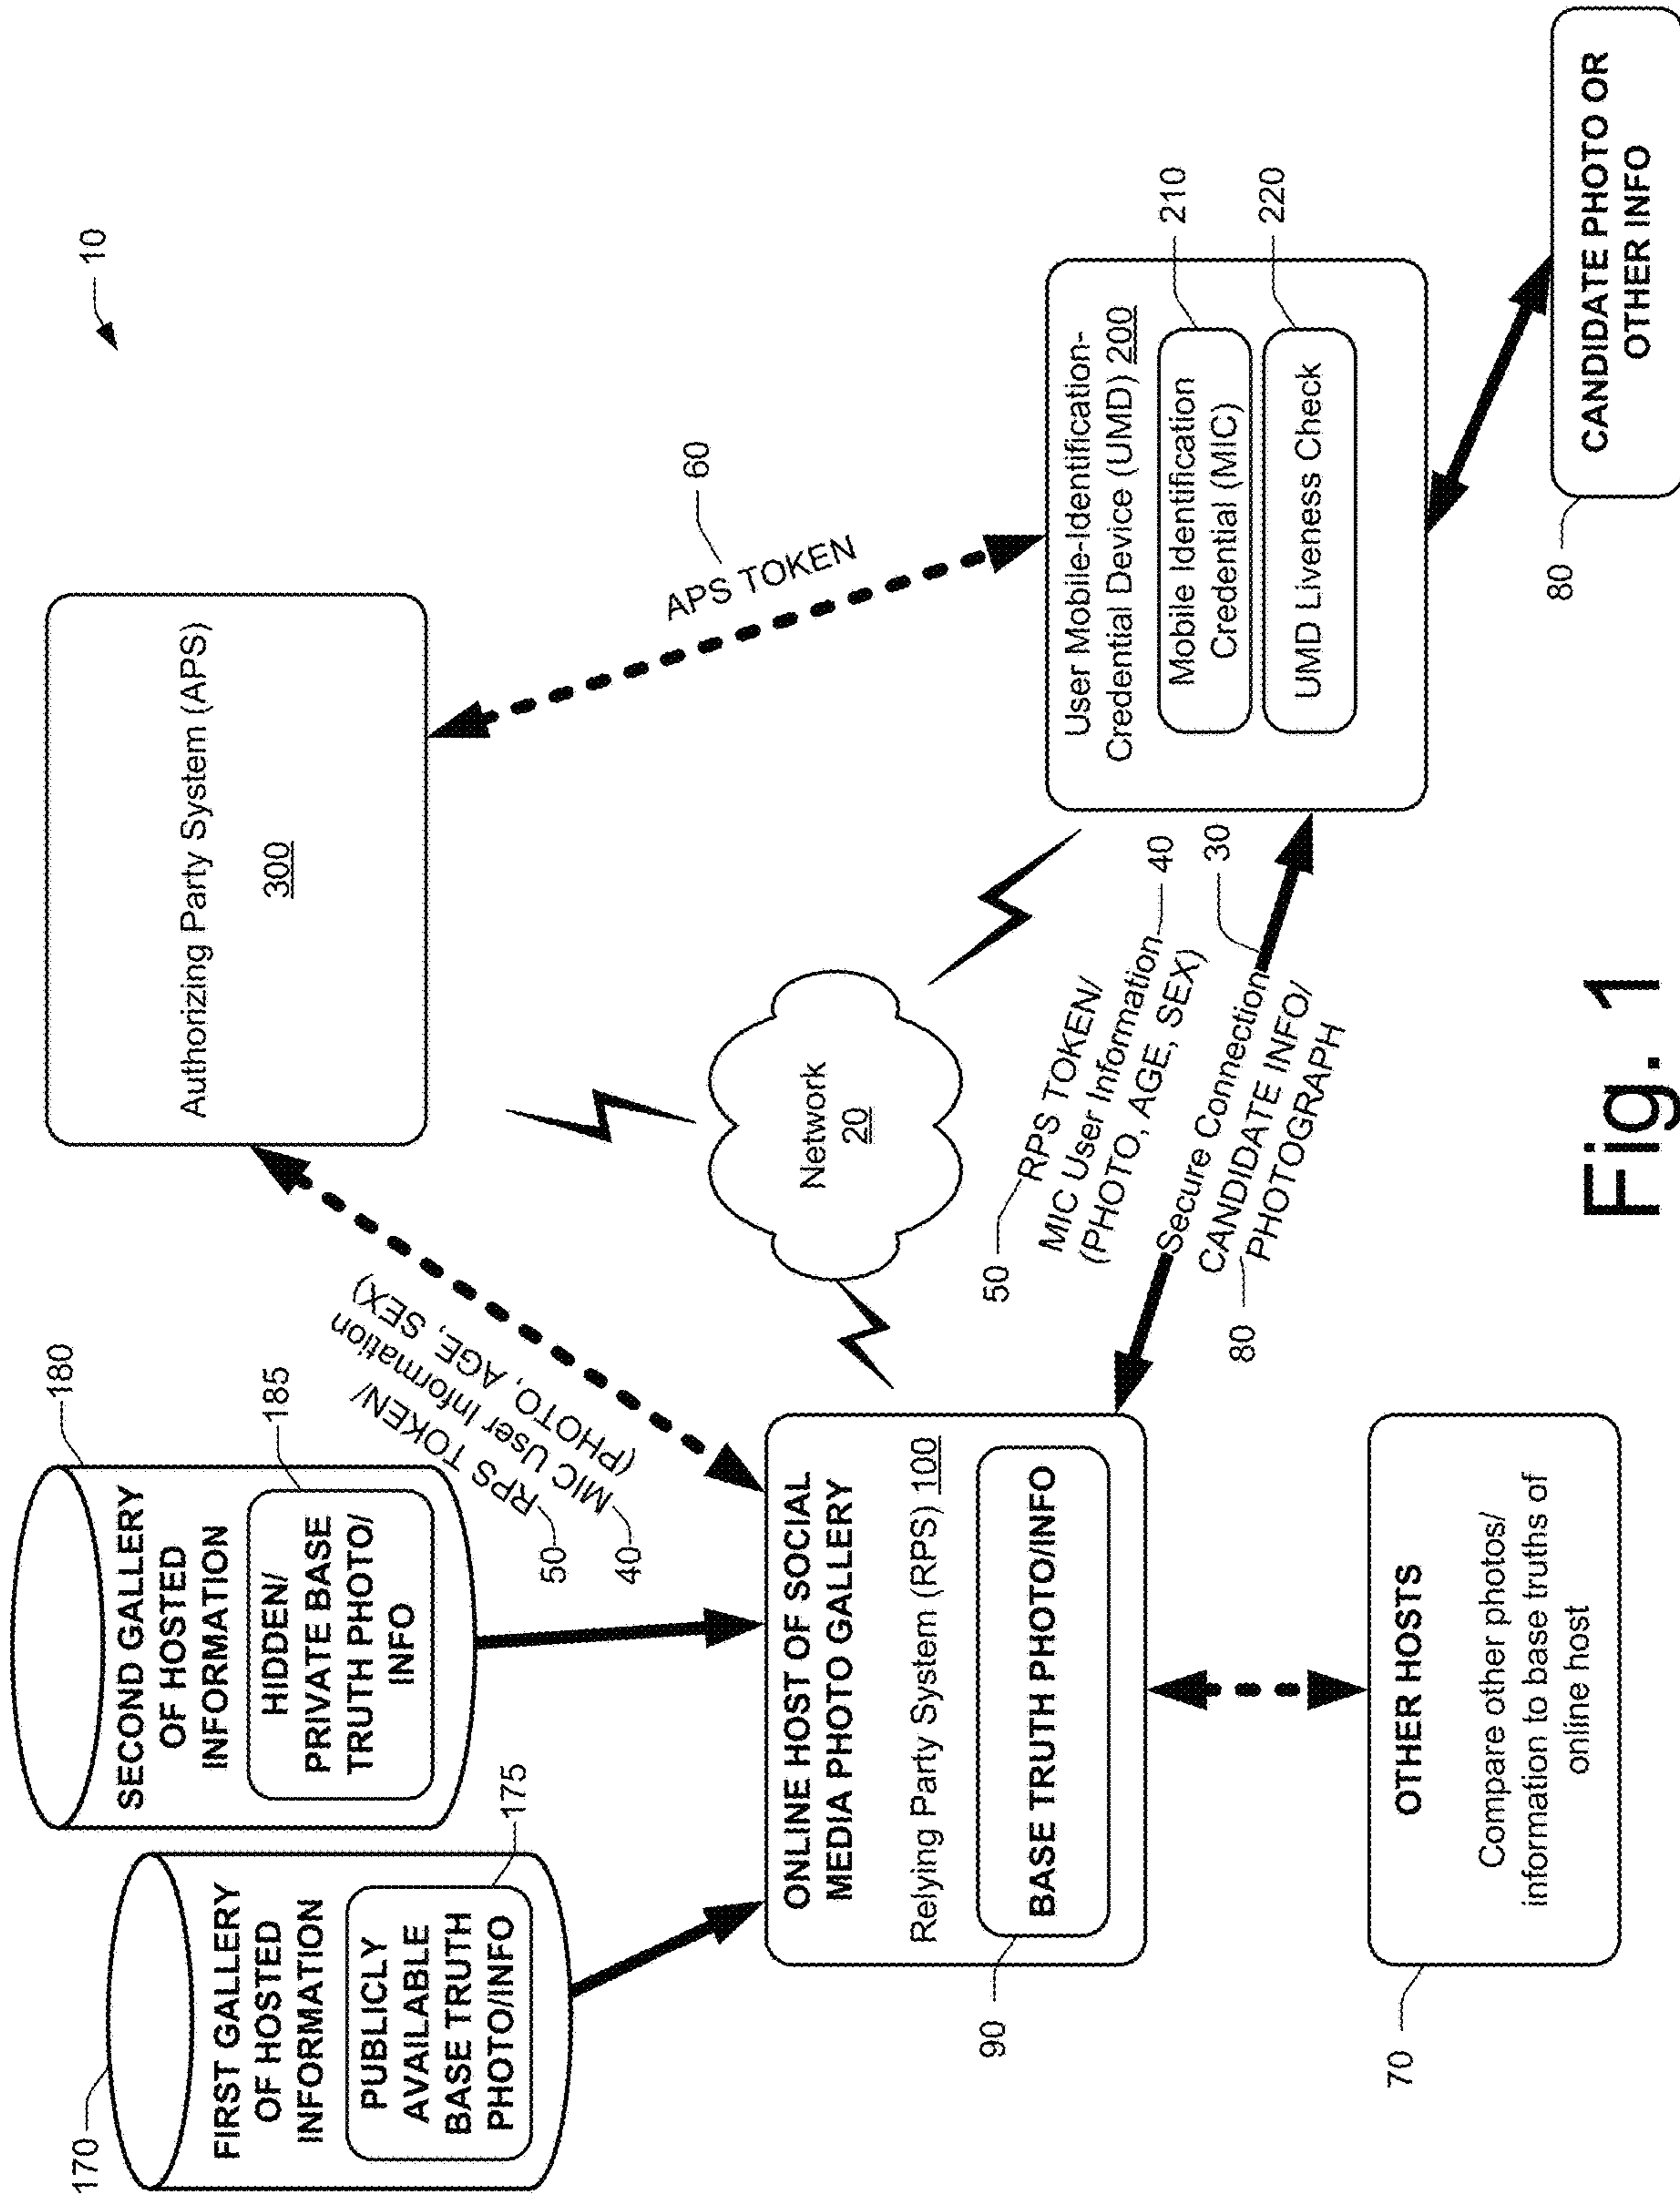 10
170
FIRST GALLERY
OF HOSTED
INFORMATION
PUBLICLY
AVAILABLE
BASE TRUTH
PHOTO/INFO
175
180
SECOND GALLERY
OF HOSTED
INFORMATION
HIDDEN/
PRIVATE BASE
TRUTH PHOTO/
INFO
185
50
RPS TOKEN/
40
MIC User Information
(PHOTO, AGE, SEX)
Authorizing Party System (APS)
300
APS TOKEN
60
Network
20
ONLINE HOST OF SOCIAL
MEDIA PHOTO GALLERY
Relying Party System (RPS) 100
BASE TRUTH PHOTO/INFO
90
50
RPS TOKEN/
MIC User Information
40
(PHOTO, AGE, SEX)
Secure Connection
30
CANDIDATE INFO/
80
PHOTOGRAPH
User Mobile-Identification-
Credential Device (UMD) 200
Mobile Identification
Credential (MIC)
210
UMD Liveness Check
220
OTHER HOSTS
Compare other photos/
information to base truths of
online host
70
80
CANDIDATE PHOTO OR
OTHER INFO
Fig. 1